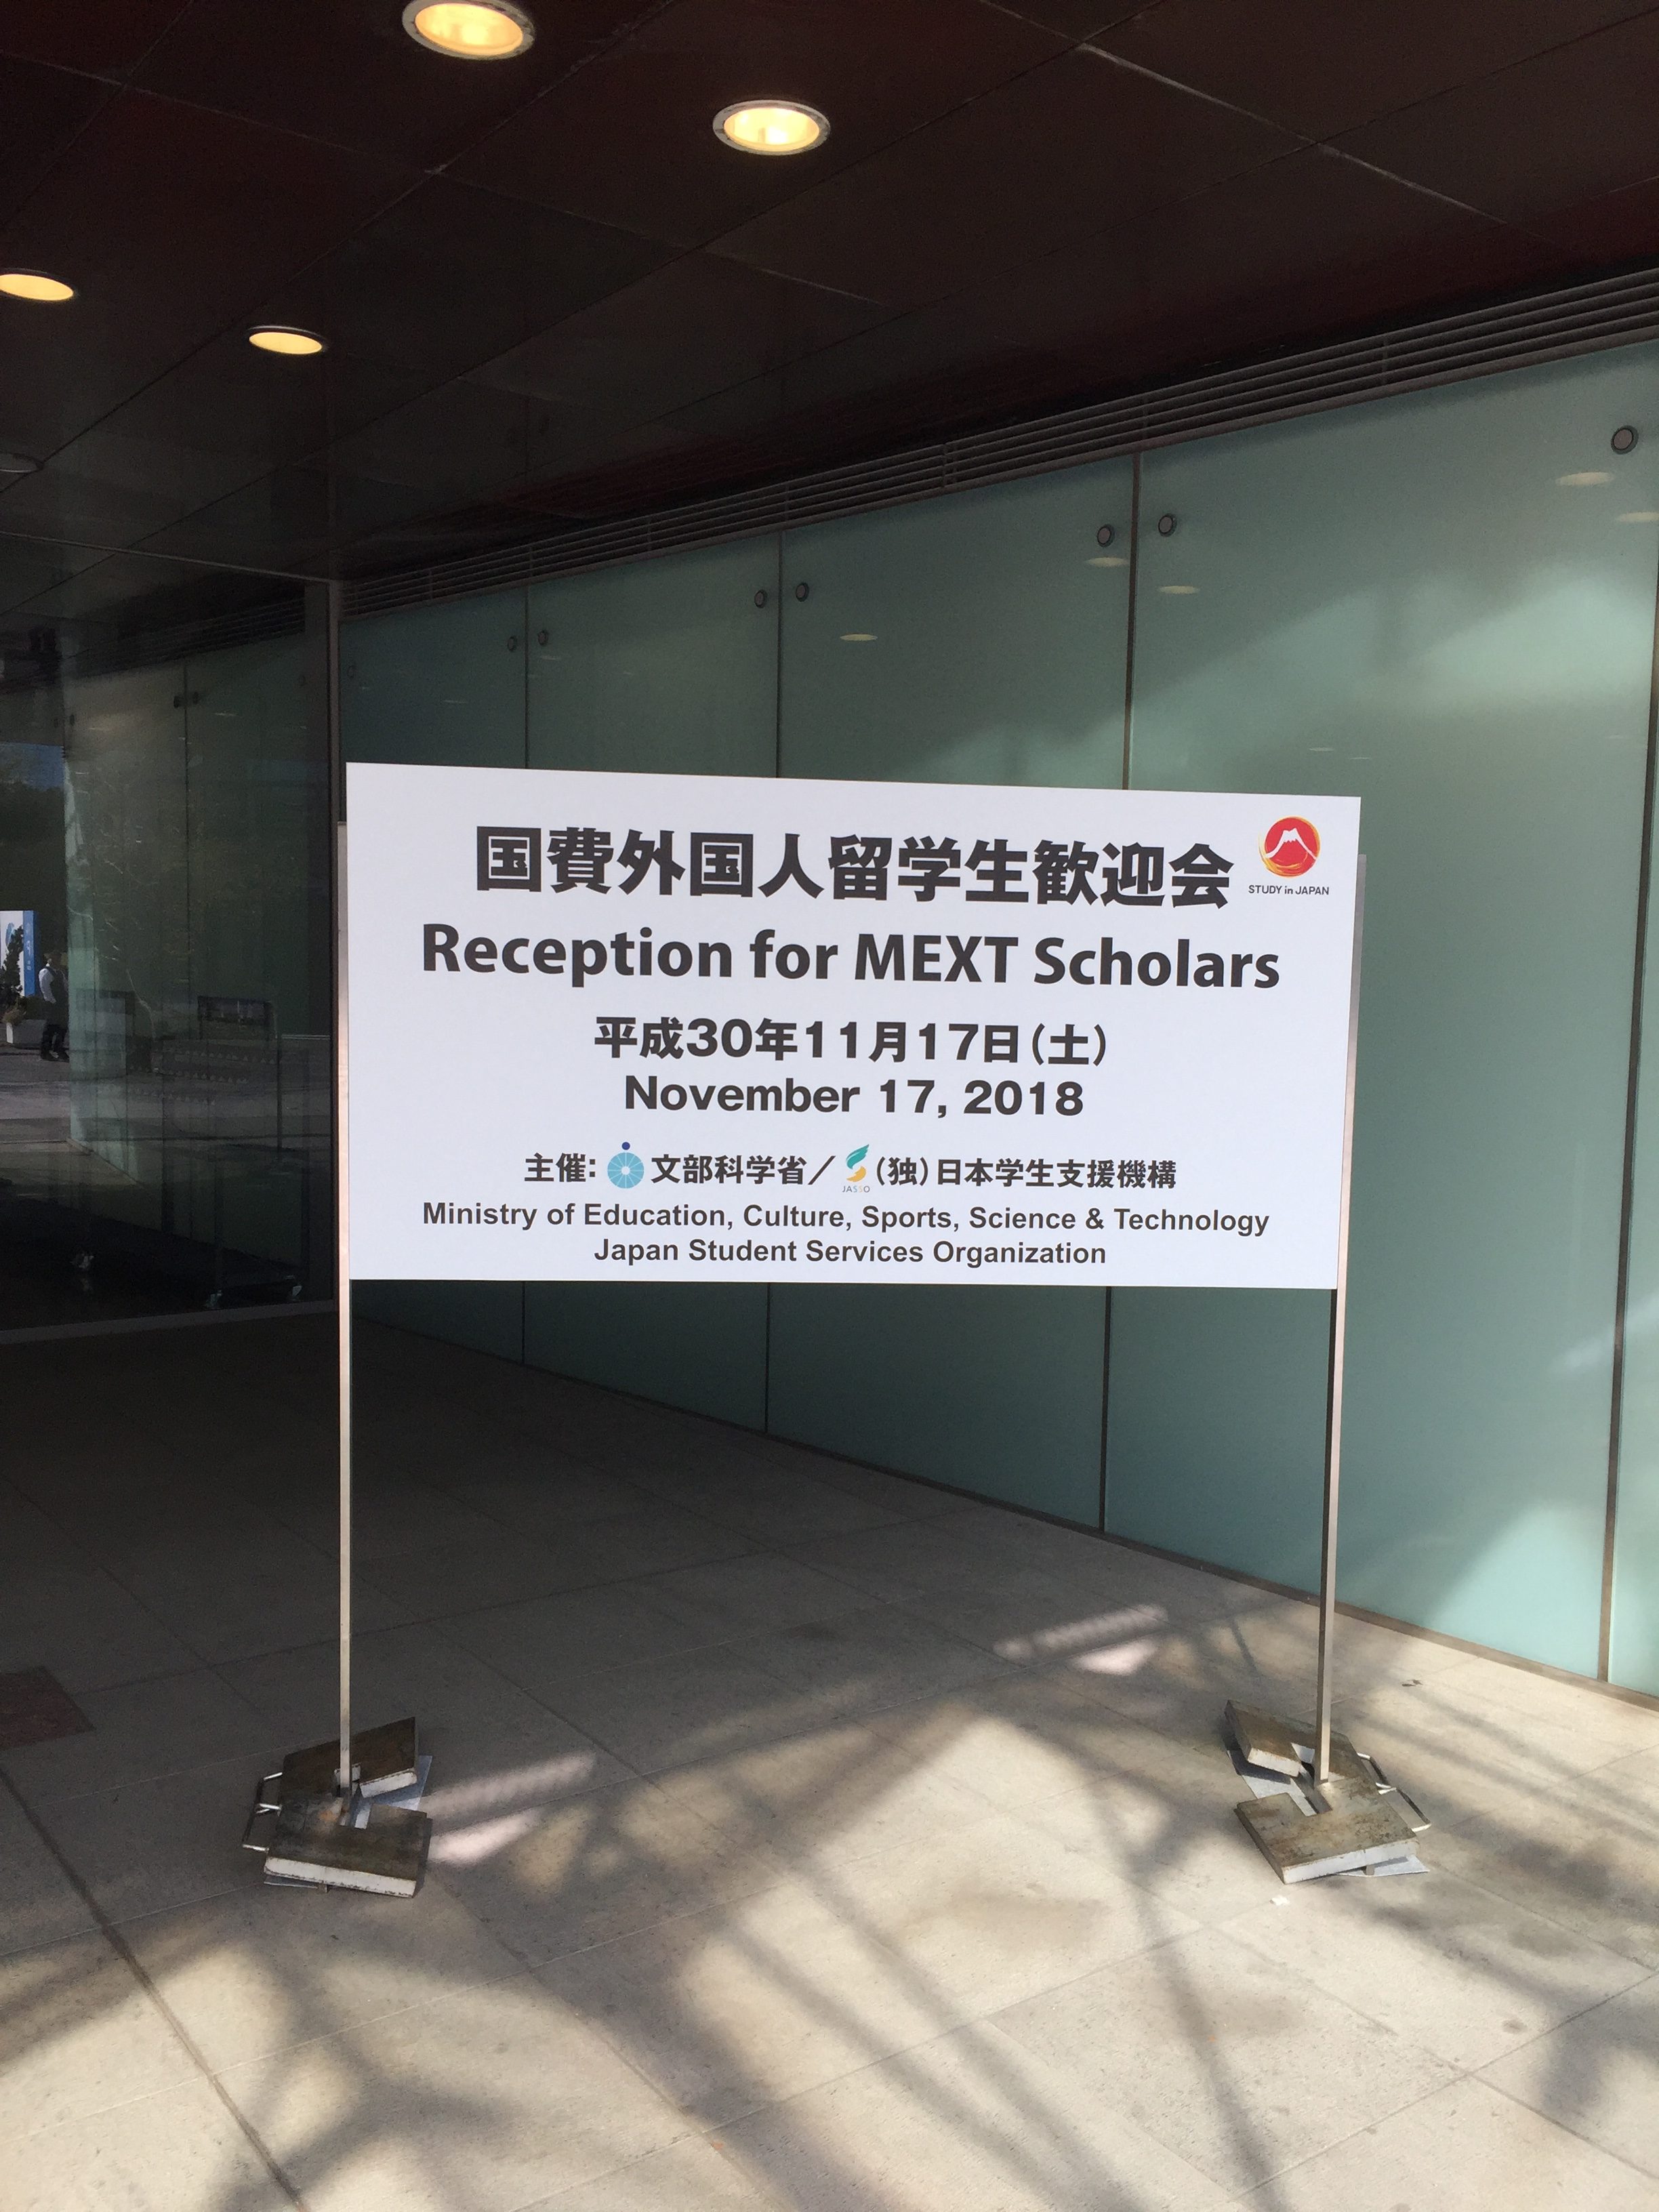 国費外国人留学生歓迎会
STUDY in JAPAN
Reception for MEXT Scholars
平成30年11月17日(土)
November 17, 2018
主催: 文部科学省／ JASSO (独)日本学生支援機構
Ministry of Education, Culture, Sports, Science & Technology
Japan Student Services Organization